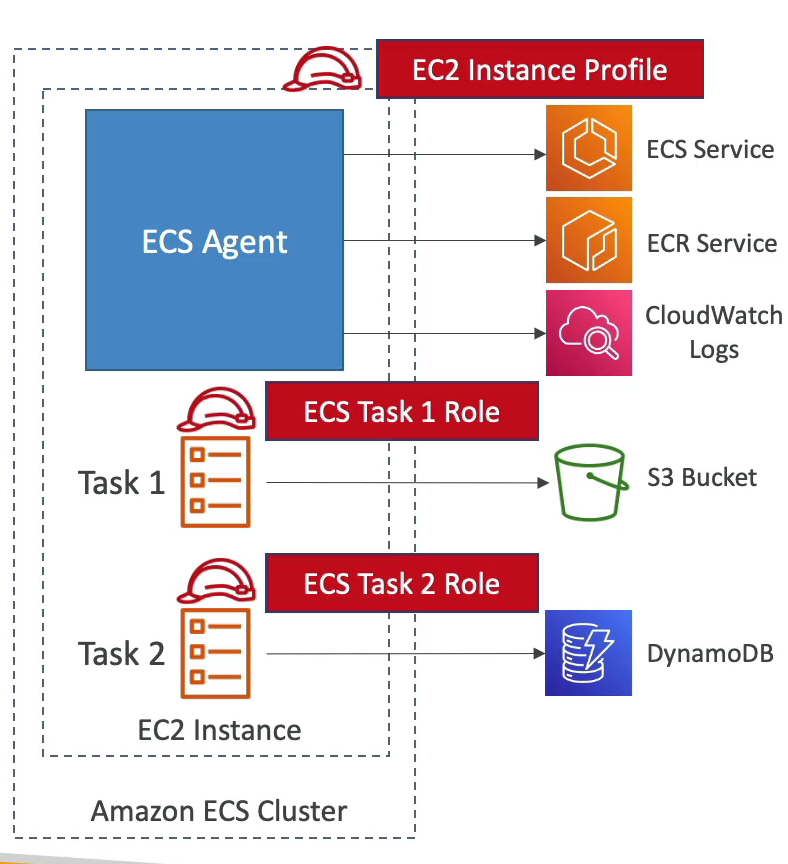 EC2 Instance Profile
ECS Agent
ECS Service
ECR Service
CloudWatch
Logs
ECS Task 1 Role
Task 1
S3 Bucket
ECS Task 2 Role
Task 2
DynamoDB
EC2 Instance
Amazon ECS Cluster